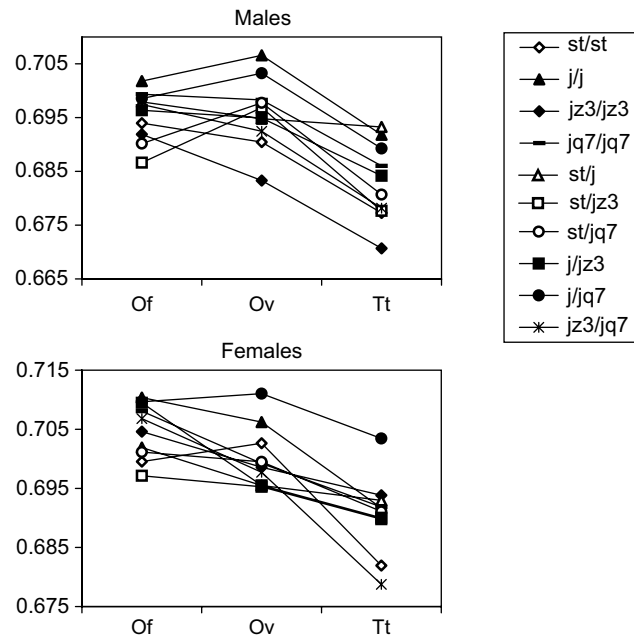 Males
0.705
0.695
0.685
0.675
0.665
Of Ov Tt
st/st
j/j
jz3/jz3
jq7/jq7
st/j
st/jz3
st/jq7
j/jz3
j/jq7
jz3/jq7
Females
0.715
0.705
0.695
0.685
0.675
Of Ov Tt